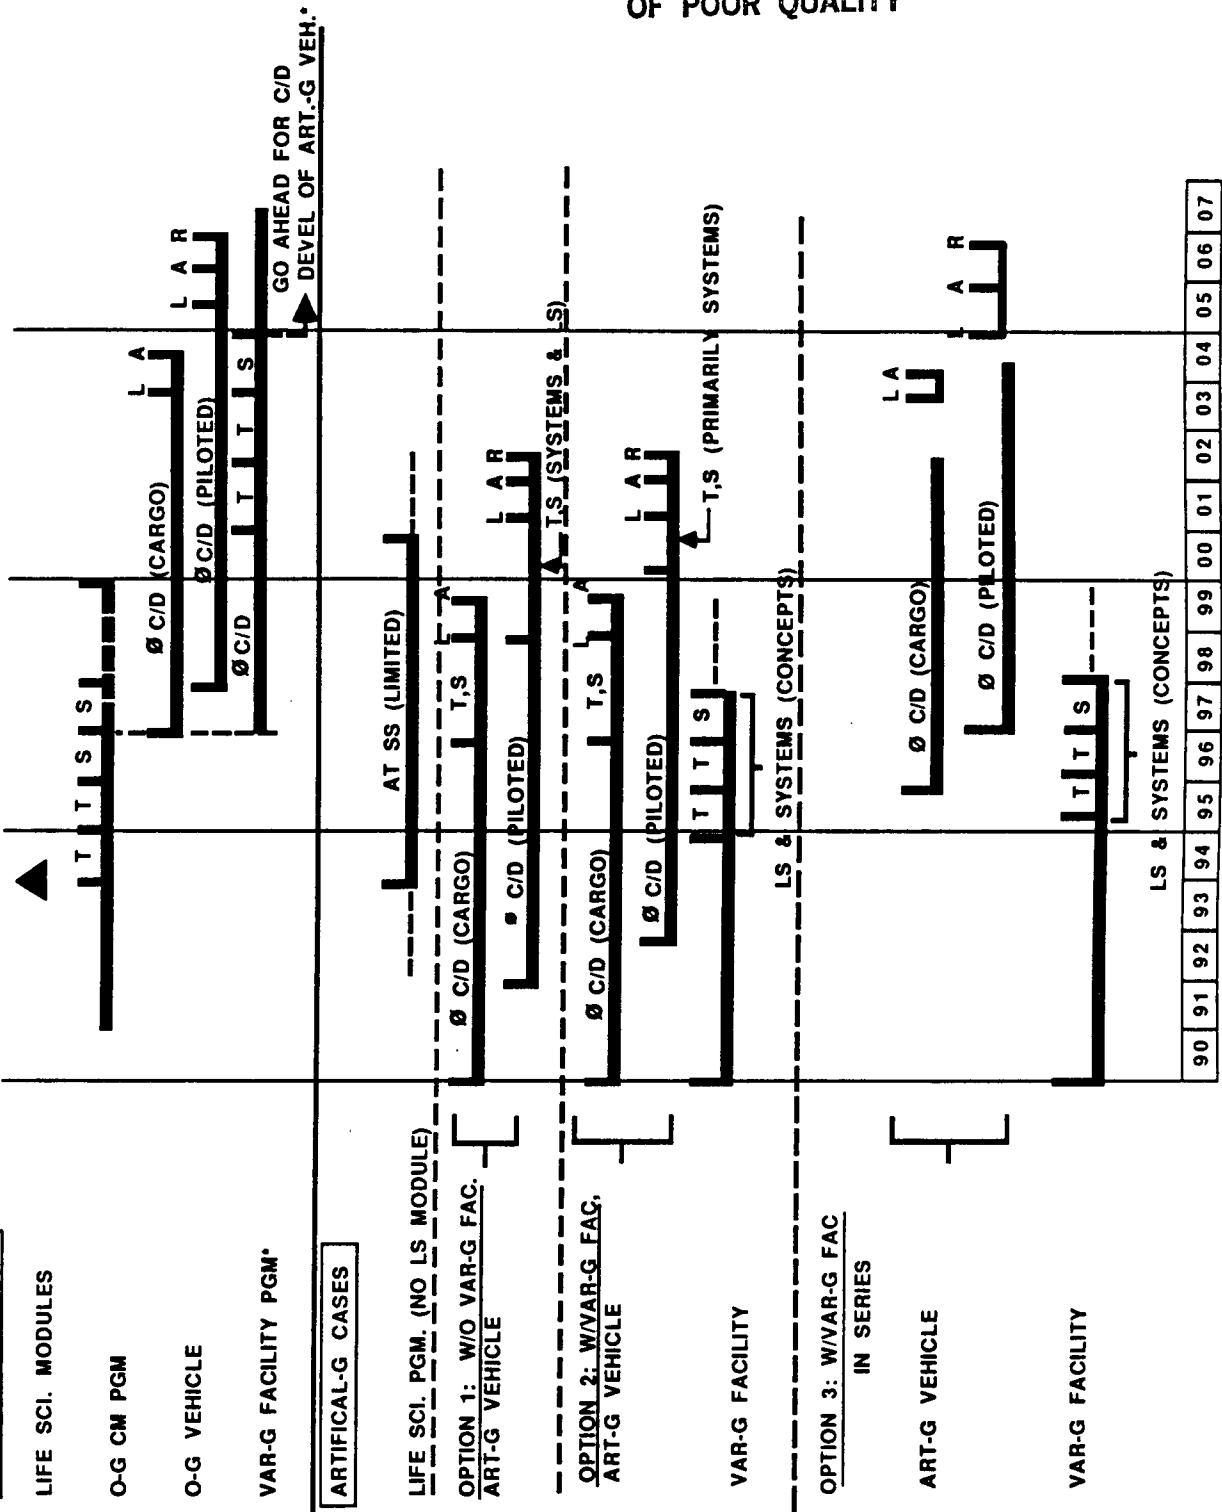 OF POOR QUALITY
LIFE SCI. MODULES
O-G CM PGM
T T S S
O-G VEHICLE
Ø C/D (CARGO)
L A
Ø C/D (PILOTED)
L A R
VAR-G FACILITY PGM*
Ø C/D
T T S
GO AHEAD FOR C/D
DEVEL OF ART.-G VEH.*
ARTIFICAL-G CASES
LIFE SCI. PGM. (NO LS MODULE)
AT SS (LIMITED)
OPTION 1: W/O VAR-G FAC.
ART-G VEHICLE
Ø C/D (CARGO)
T,S
L A
Ø C/D (PILOTED)
L A R
T,S (SYSTEMS & LS)
OPTION 2: W/VAR-G FAC,
ART-G VEHICLE
Ø C/D (CARGO)
T,S
L A
Ø C/D (PILOTED)
L A R
T,S (PRIMARILY SYSTEMS)
VAR-G FACILITY
T T S
LS & SYSTEMS (CONCEPTS)
OPTION 3: W/VAR-G FAC
IN SERIES
ART-G VEHICLE
Ø C/D (CARGO)
L A
Ø C/D (PILOTED)
L A R
VAR-G FACILITY
T T S
LS & SYSTEMS (CONCEPTS)
90 91 92 93 94 95 96 97 98 99 00 01 02 03 04 05 06 07